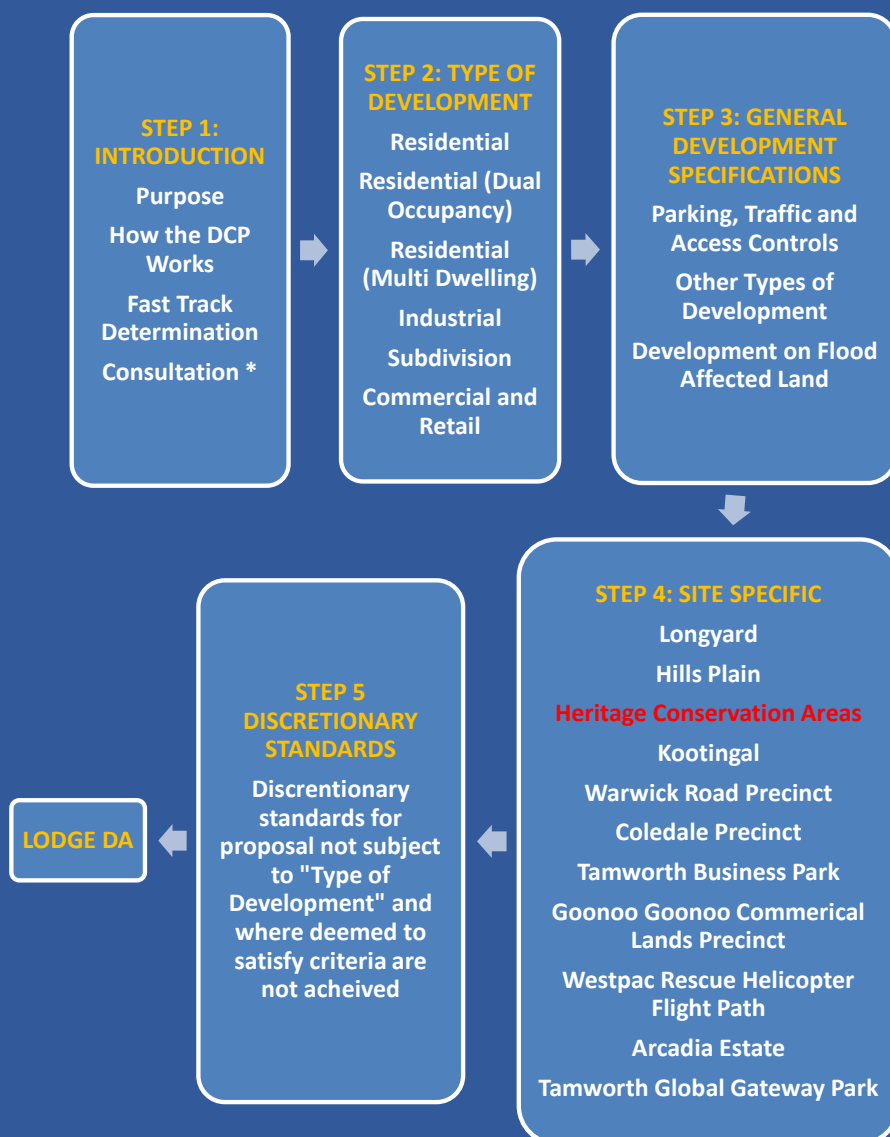 STEP 1:
INTRODUCTION
Purpose
How the DCP
Works
Fast Track
Determination
Consultation *
STEP 2: TYPE OF
DEVELOPMENT
Residential
Residential (Dual
Occupancy)
Residential
(Multi Dwelling)
Industrial
Subdivision
Commercial and
Retail
STEP 3: GENERAL
DEVELOPMENT
SPECIFICATIONS
Parking, Traffic and
Access Controls
Other Types of
Development
Development on Flood
Affected Land
STEP 4: SITE SPECIFIC
Longyard
Hills Plain
Heritage Conservation Areas
Kootingal
Warwick Road Precinct
Coledale Precinct
Tamworth Business Park
Goonoo Goonoo Commerical
Lands Precinct
Westpac Rescue Helicopter
Flight Path
Arcadia Estate
Tamworth Global Gateway Park
STEP 5
DISCRETIONARY
STANDARDS
Discrentionary
standards for
proposal not subject
to "Type of
Development" and
where deemed to
satisfy criteria are
not acheived
LODGE DA